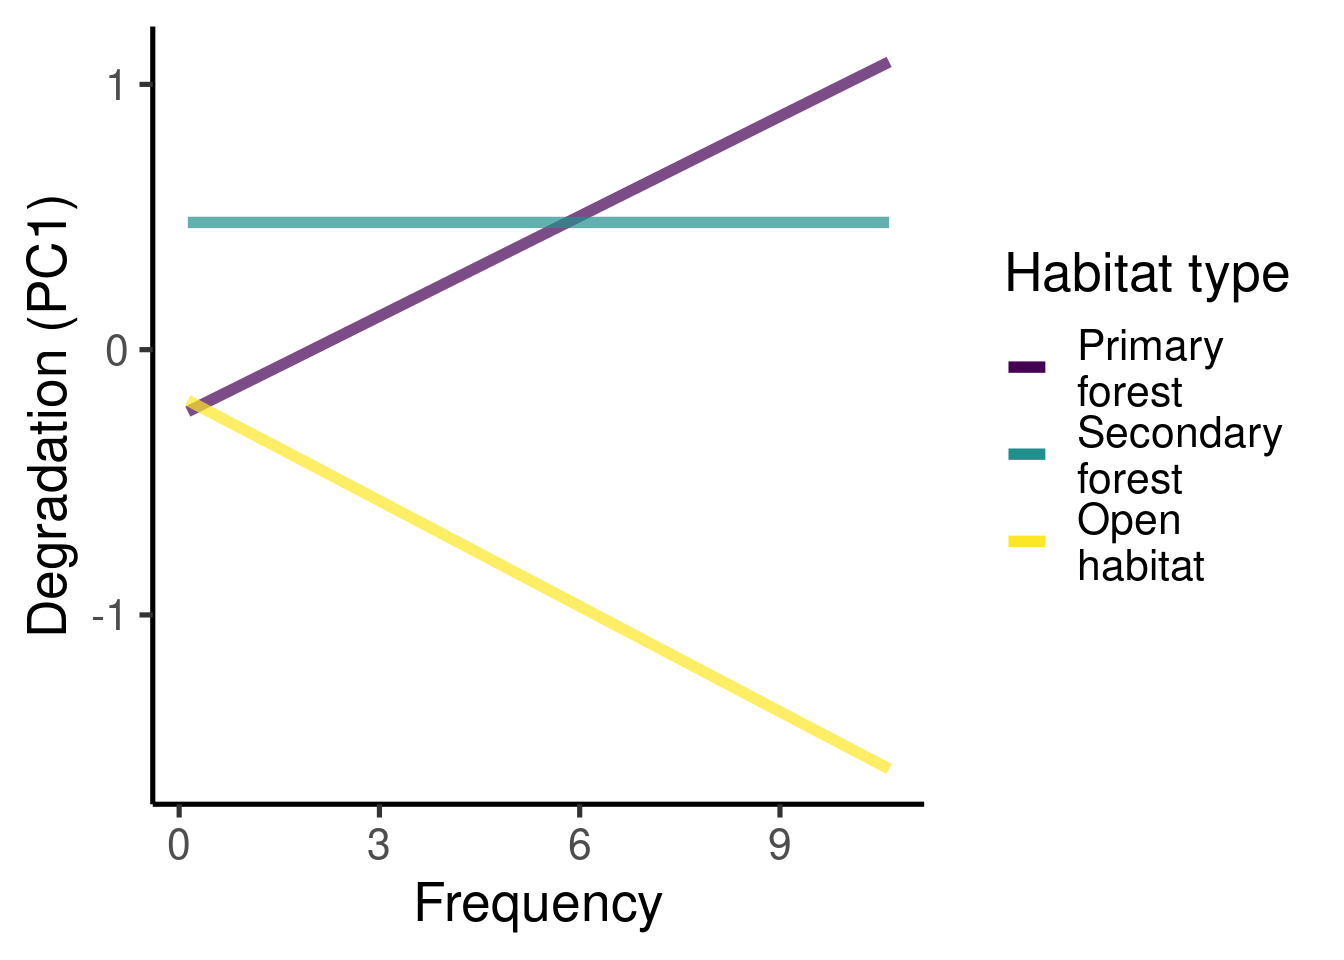 Degradation (PC1)
1
0
-1
0 3 6 9
Frequency
Habitat type
Primary
forest
Secondary
forest
Open
habitat